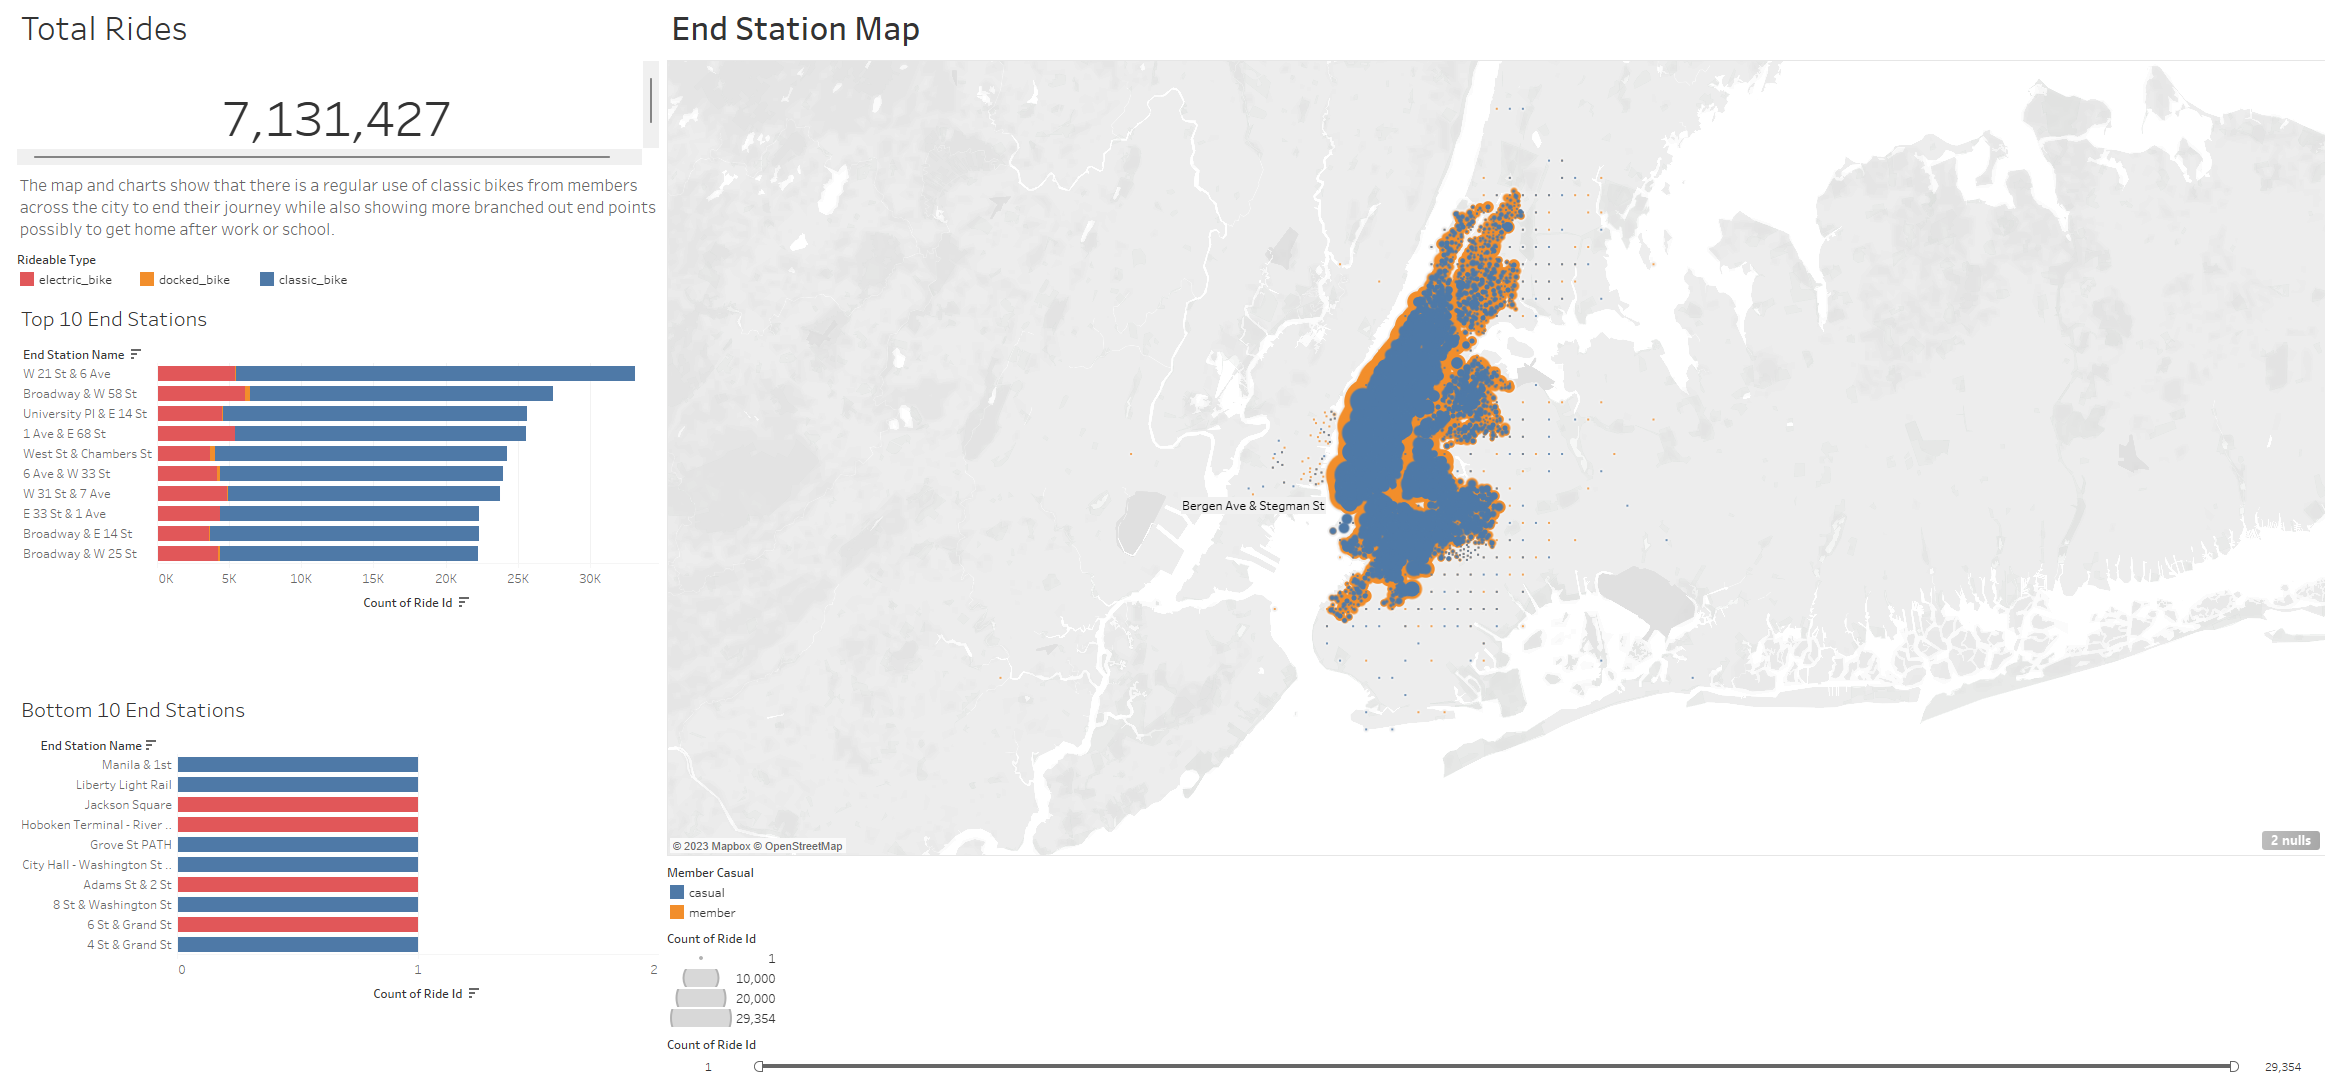 Total Rides
7,131,427
The map and charts show that there is a regular use of classic bikes from members
across the city to end their journey while also showing more branched out end points
possibly to get home after work or school.
Rideable Type
electric_bike docked_bike classic_bike
Top 10 End Stations
End Station Name
W 21 St & 6 Ave
Broadway & W 58 St
University Pl & E 14 St
1 Ave & E 68 St
West St & Chambers St
6 Ave & W 33 St
W 31 St & 7 Ave
E 33 St & 1 Ave
Broadway & E 14 St
Broadway & W 25 St
0K 5K 10K 15K 20K 25K 30K
Count of Ride Id
Bottom 10 End Stations
End Station Name
Manila & 1st
Liberty Light Rail
Jackson Square
Hoboken Terminal - River ..
Grove St PATH
City Hall - Washington St ..
Adams St & 2 St
8 St & Washington St
6 St & Grand St
4 St & Grand St
0 1 2
Count of Ride Id
End Station Map
Bergen Ave & Stegman St
© 2023 Mapbox © OpenStreetMap
2 nulls
Member Casual
casual
member
Count of Ride Id
1
10,000
20,000
29,354
Count of Ride Id
1 29,354